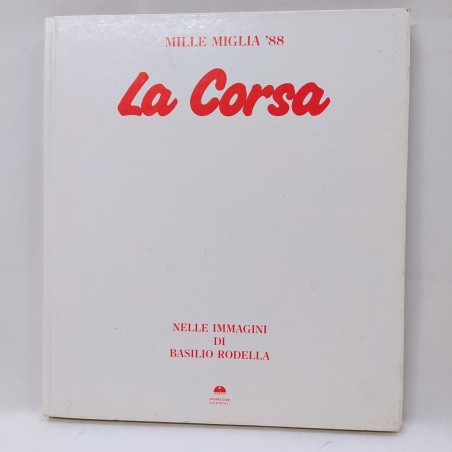 MILLE MIGLIA '88
La Corsa
NELLE IMMAGINI
DI
BASILIO RODELLA